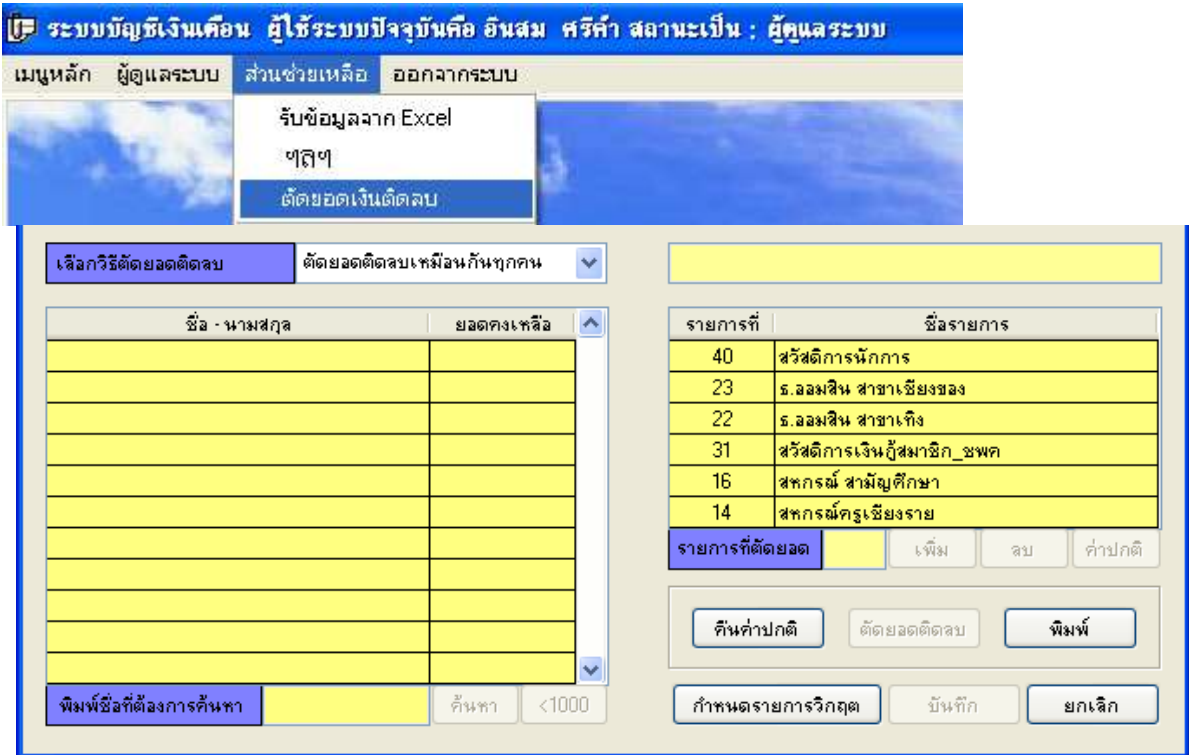 ระบบบัญชีเงินเดือน ผู้ใช้ระบบปัจจุบันคือ อินสม ศรีคำ สถานะเป็น : ผู้ดูแลระบบ
เมนูหลัก ผู้ดูแลระบบ ส่วนช่วยเหลือ ออกจากระบบ
รับข้อมูลจาก Excel
ฯลฯ
ตัดยอดเงินติดลบ
เลือกวิธีตัดยอดติดลบ ตัดยอดติดลบเหมือนกันทุกคน
ชื่อ - นามสกุล ยอดคงเหลือ
รายการที่ ชื่อรายการ
40 สวัสดิการนักการ
23 ธ.ออมสิน สาขาเชียงของ
22 ธ.ออมสิน สาขาเทิง
31 สวัสดิการเงินกู้สมาชิก_ชพค
16 สหกรณ์ สามัญศึกษา
14 สหกรณ์ครูเชียงราย
รายการที่ตัดยอด เพิ่ม ลบ ค่าปกติ
คืนค่าปกติ ตัดยอดติดลบ พิมพ์
พิมพ์ชื่อที่ต้องการค้นหา ค้นหา <1000
กำหนดรายการวิกฤต บันทึก ยกเลิก